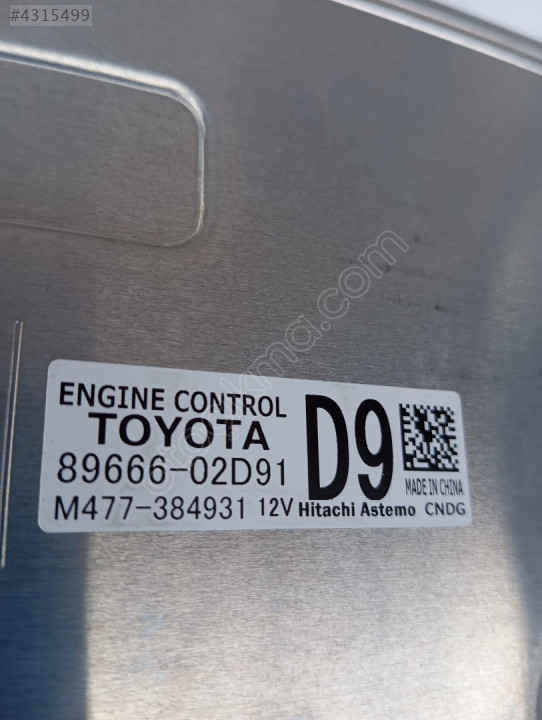 #4315499
ENGINE CONTROL
TOYOTA
89666-02D91
M477-384931 12V
D9
Hitachi Astemo
MADE IN CHINA
CNDG